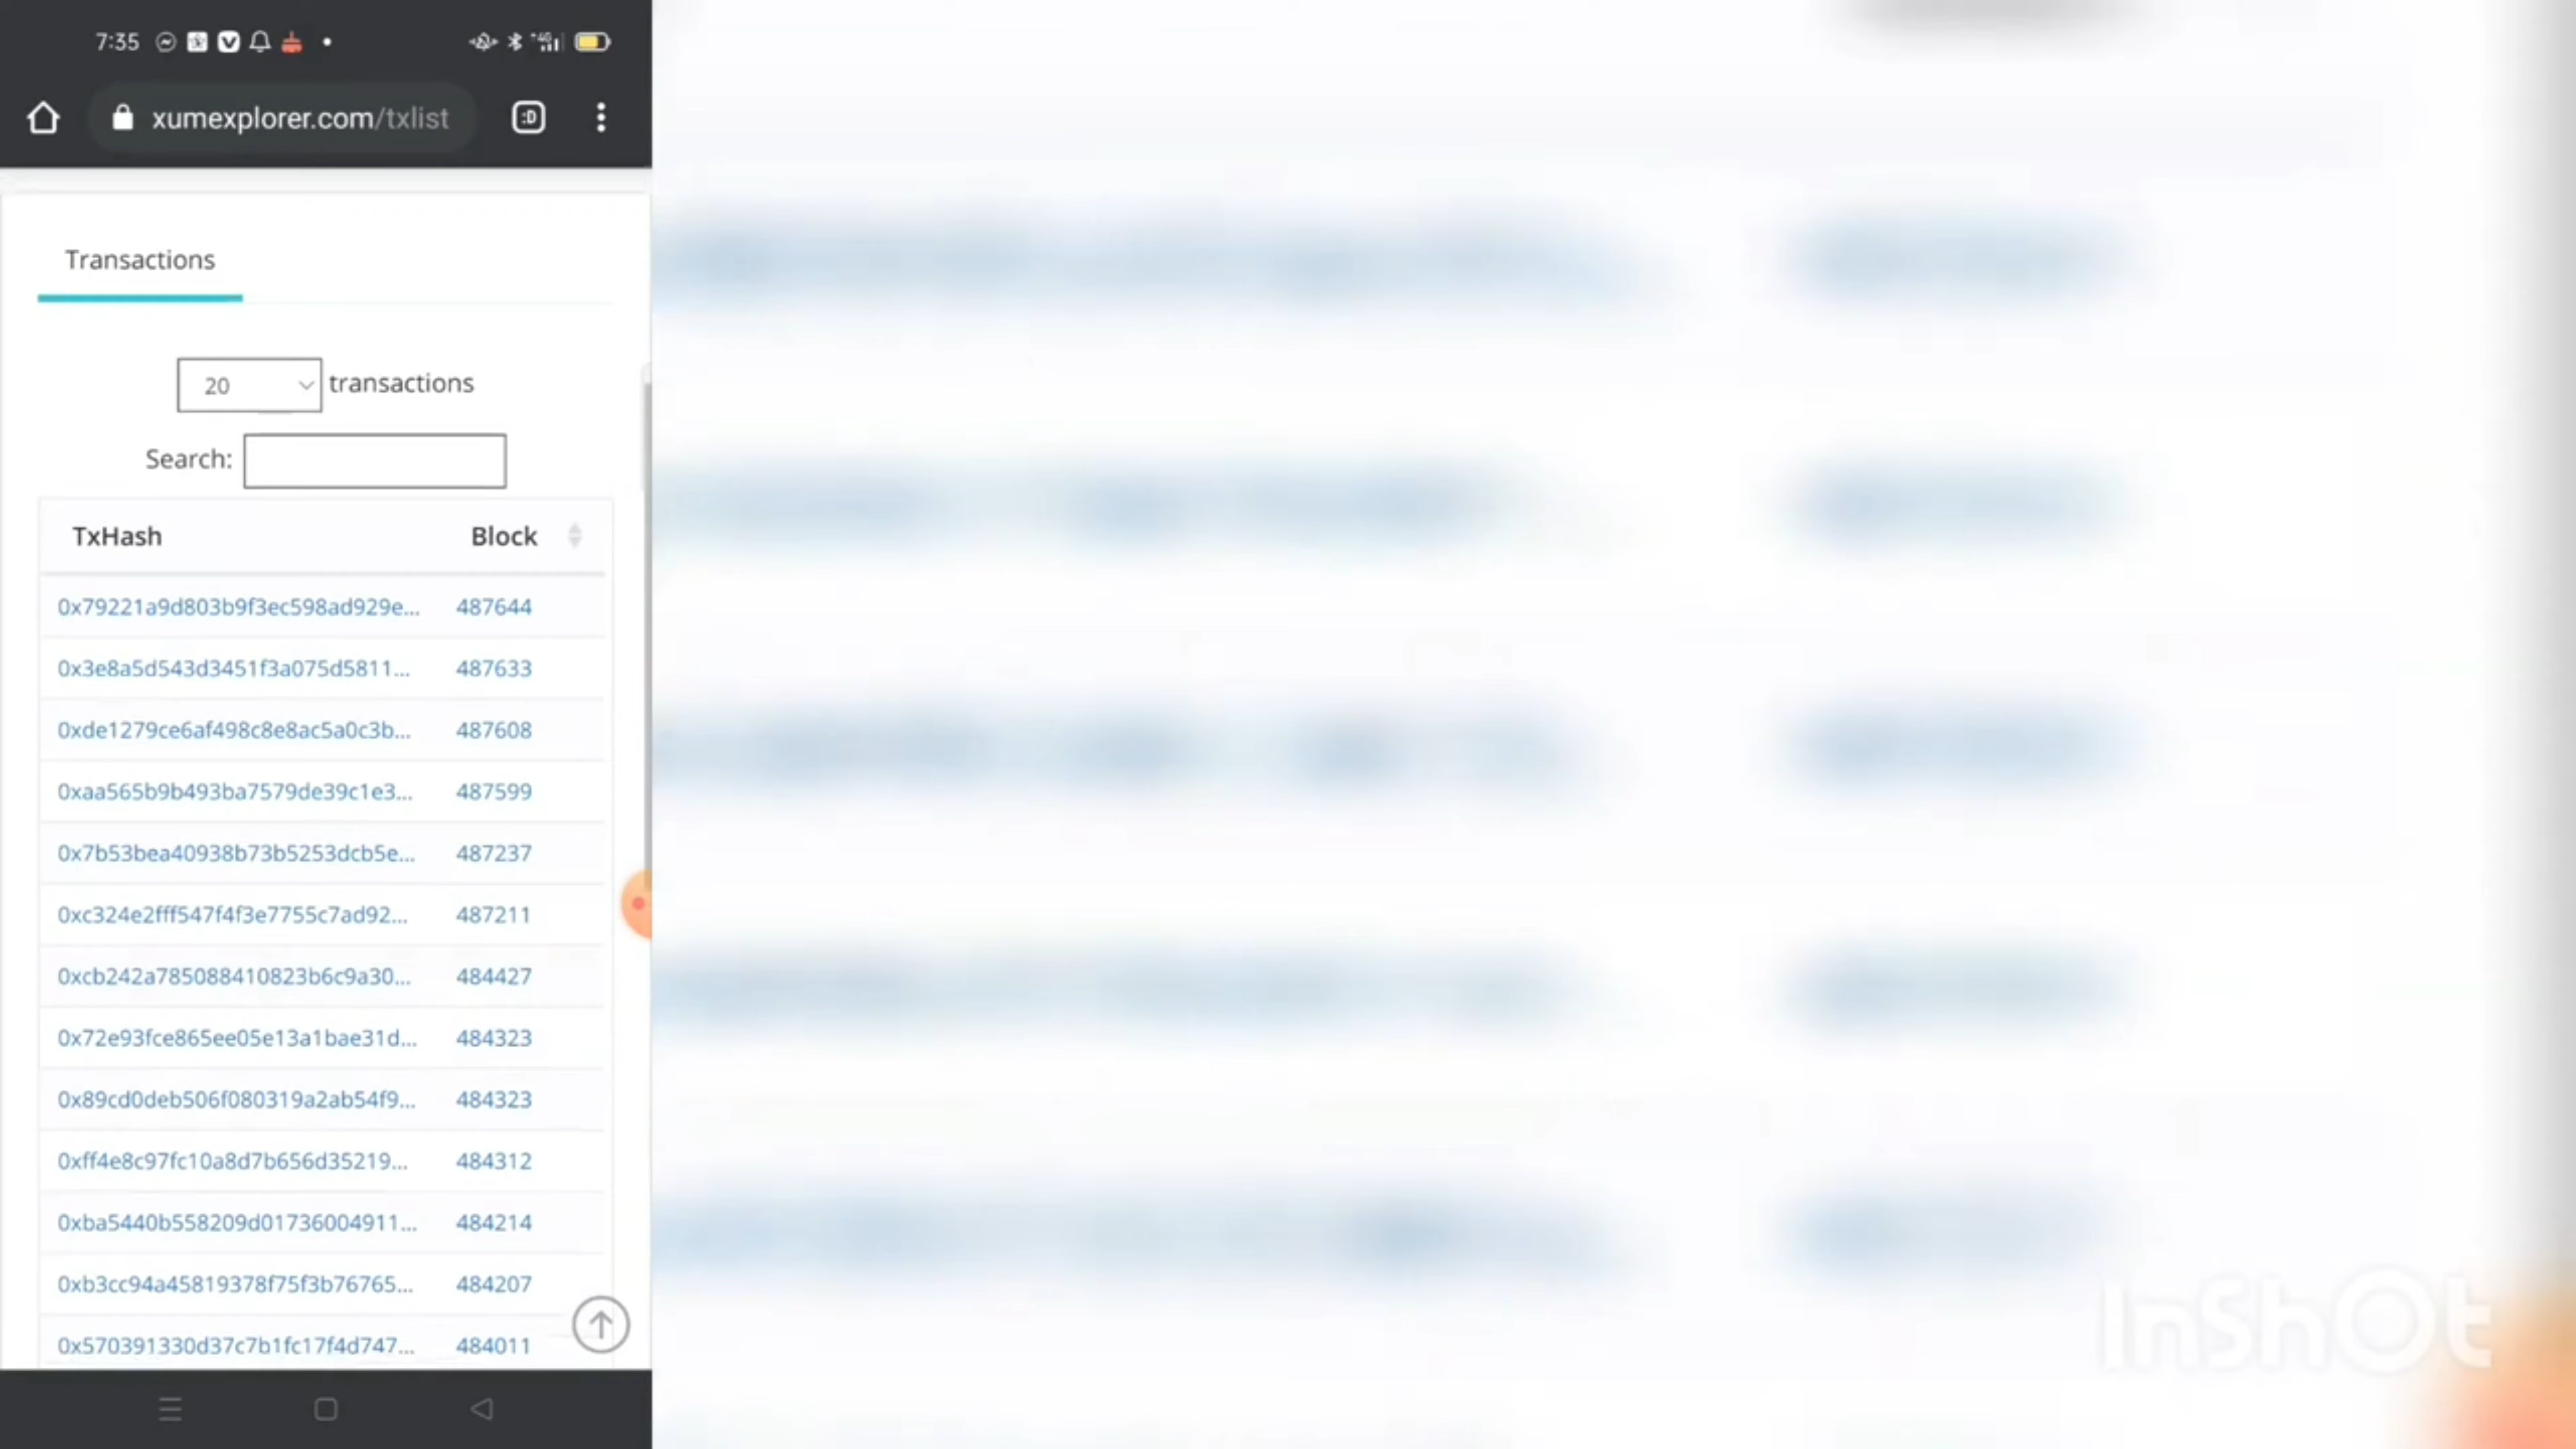 7:35
xumexplorer.com/txlist
:D
Transactions
20 transactions
Search:
TxHash Block
0x79221a9d803b9f3ec598ad929e... 487644
0x3e8a5d543d3451f3a075d5811... 487633
0xde1279ce6af498c8e8ac5a0c3b... 487608
0xaa565b9b493ba7579de39c1e3... 487599
0x7b53bea40938b73b5253dcb5e... 487237
0xc324e2fff547f4f3e7755c7ad92... 487211
0xcb242a785088410823b6c9a30... 484427
0x72e93fce865ee05e13a1bae31d... 484323
0x89cd0deb506f080319a2ab54f9... 484323
0xff4e8c97fc10a8d7b656d35219... 484312
0xba5440b558209d01736004911... 484214
0xb3cc94a45819378f75f3b76765... 484207
0x570391330d37c7b1fc17f4d747... 484011
InShOt